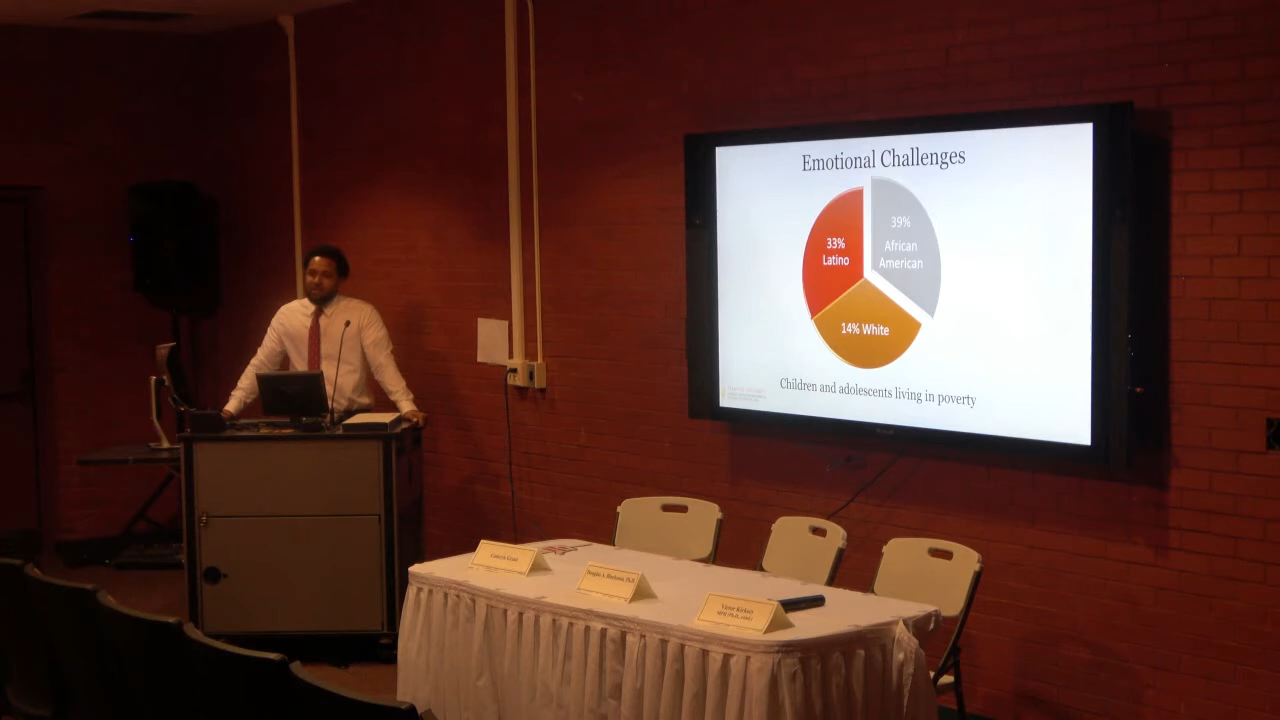 Emotional Challenges
39%
African
American
33%
Latino
14% White
Children and adolescents living in poverty